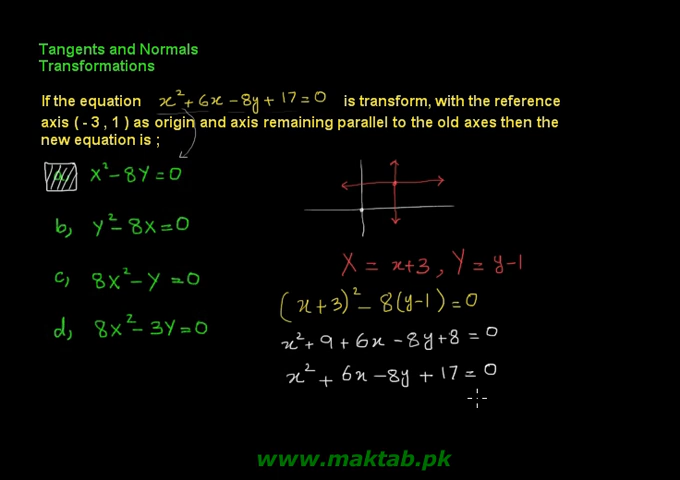 Tangents and Normals
Transformations
If the equation x² + 6x - 8y + 17 = 0 is transform, with the reference
axis ( - 3 , 1 ) as origin and axis remaining parallel to the old axes then the
new equation is ;
X² - 8Y = 0
b, Y² - 8X = 0
c, 8X² - Y = 0
d, 8X² - 3Y = 0
X = x+3 , Y = y-1
(x + 3)² - 8(y-1) = 0
x² + 9 + 6x - 8y + 8 = 0
x² + 6x - 8y + 17 = 0
www.maktab.pk